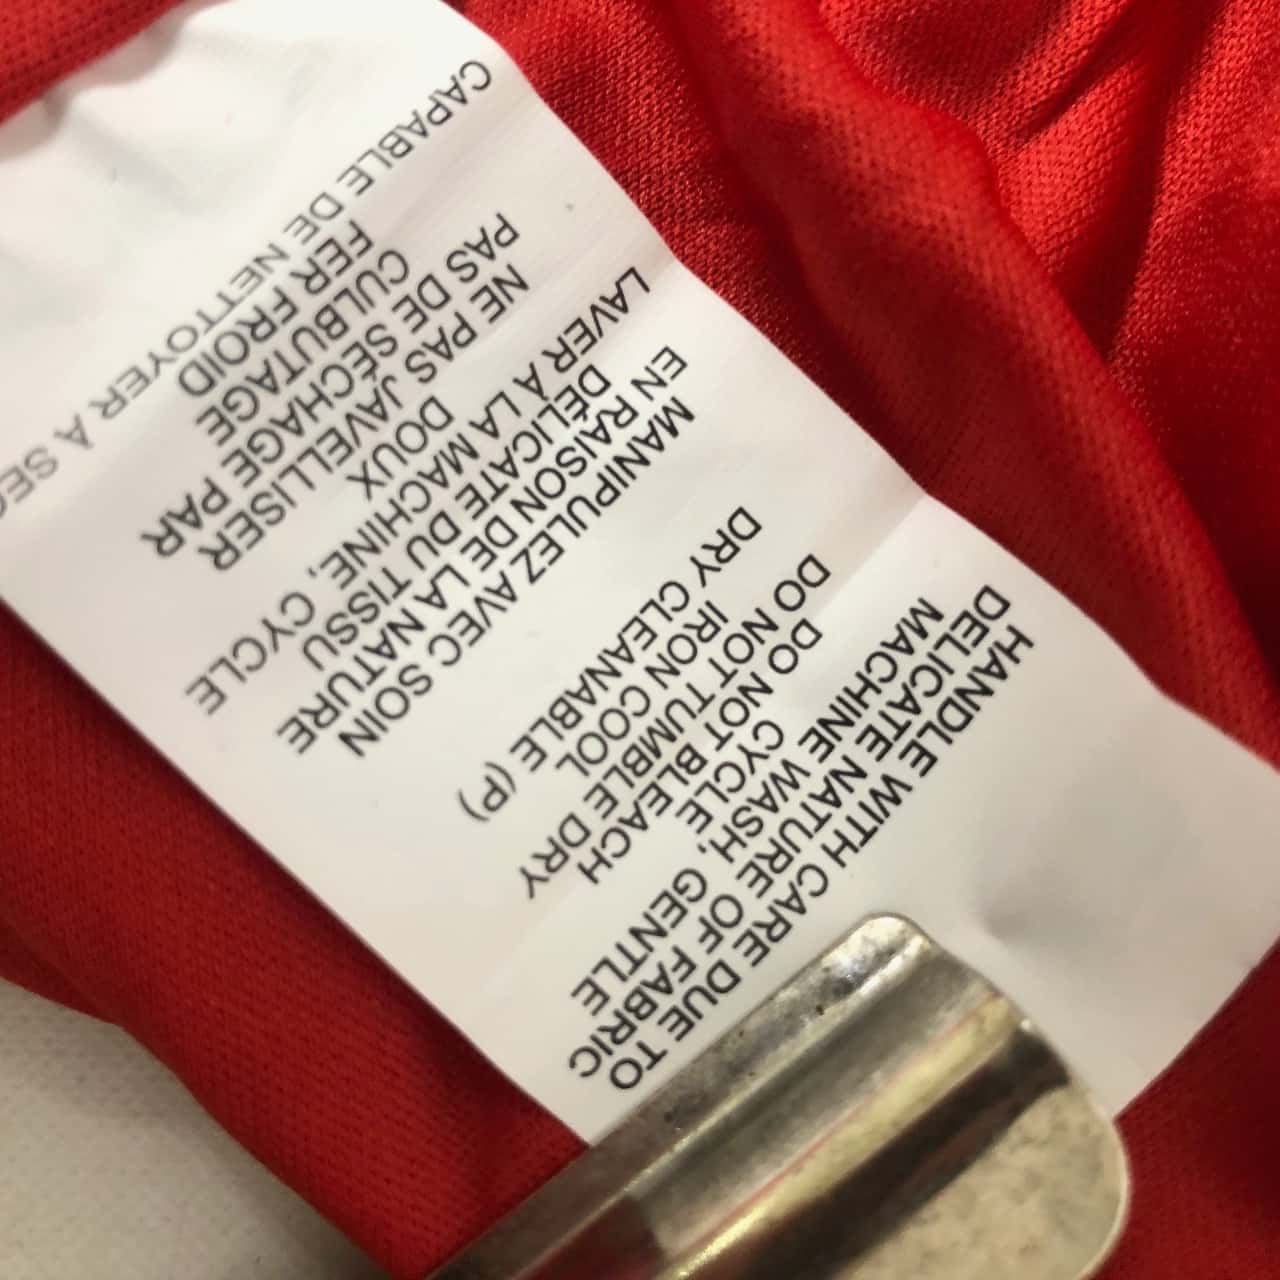 HANDLE WITH CARE DUE TO
DELICATE NATURE OF FABRIC
MACHINE WASH, GENTLE
CYCLE
DO NOT BLEACH
DO NOT TUMBLE DRY
IRON COOL
DRY CLEANABLE (P)
MANIPULEZ AVEC SOIN
EN RAISON DE LA NATURE
DÉLICATE DU TISSU
LAVER À LA MACHINE, CYCLE
DOUX
NE PAS JAVELLISER
PAS DE SÉCHAGE PAR
CULBUTAGE
FER FROID
CAPABLE DE NETTOYER À SEC